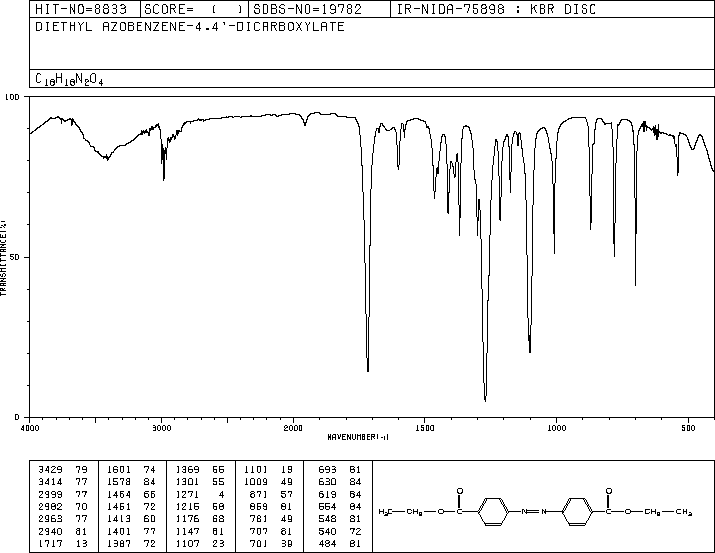 HIT-NO=8833 SCORE= ( ) SDBS-NO=19782 IR-NIDA-75898 : KBR DISC
DIETHYL AZOBENZENE-4.4'-DICARBOXYLATE
C18H18N2O4
100
50
0
TRANSMITTANCE(%)
4000 3000 2000 1500 1000 500
WAVENUMBER(-1)
3429 79 1601 74 1369 55 1101 19 693 81
3414 77 1578 84 1301 55 1009 49 630 84
2999 77 1464 66 1271 4 871 57 619 84
2982 70 1451 72 1215 58 869 81 554 84
2963 77 1413 60 1176 68 781 49 548 81
2940 81 1401 77 1147 81 707 81 540 72
1717 13 1387 72 1107 23 701 39 484 81
O O
H3C—CH2—O—C N=N C—O—CH2—CH3